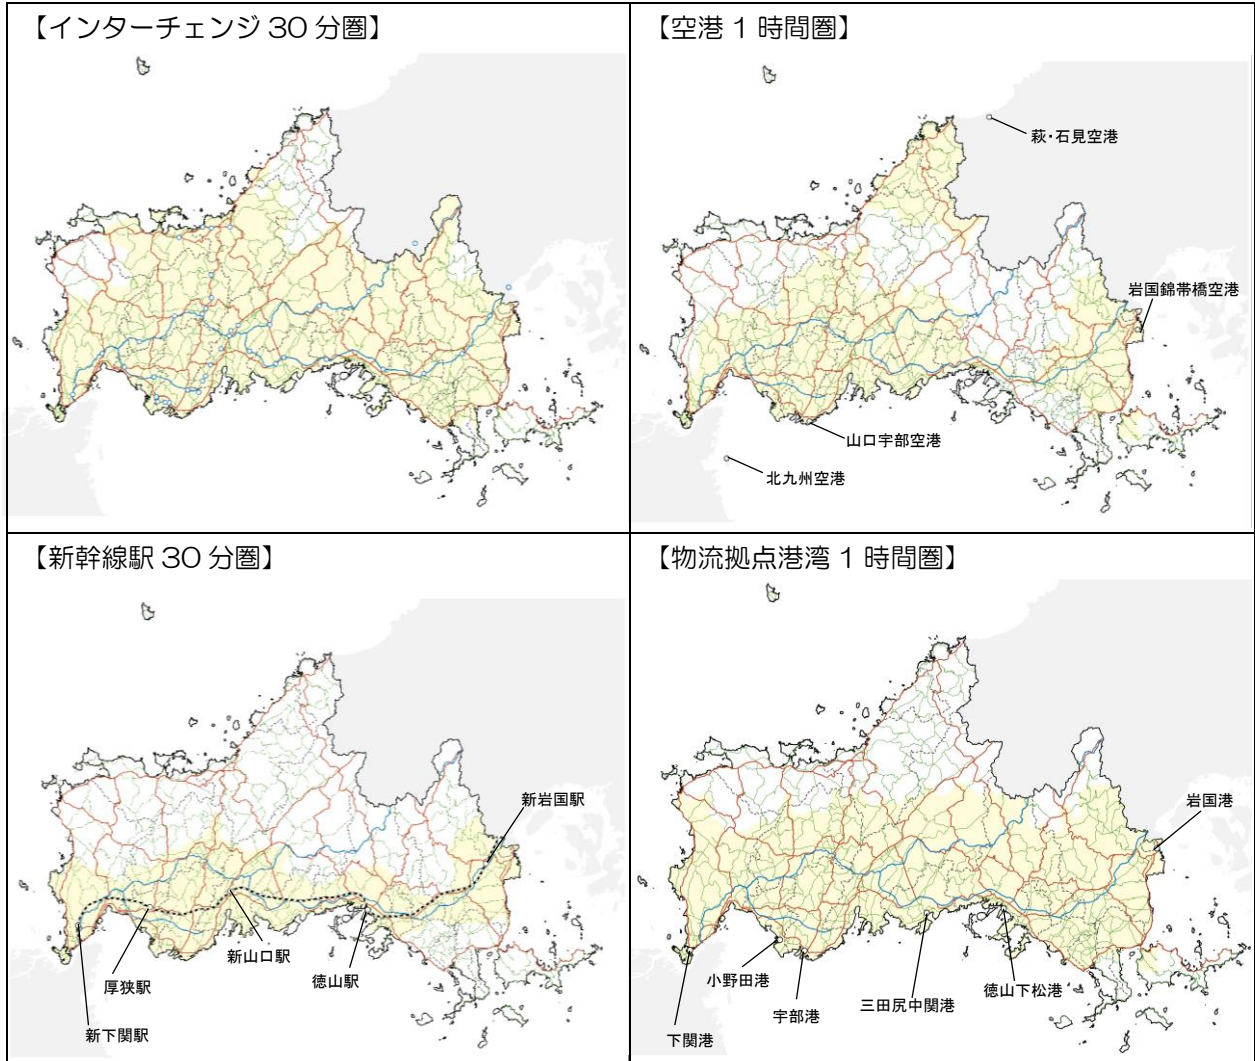 【インターチェンジ 30 分圏】
【空港 1 時間圏】
萩・石見空港
岩国錦帯橋空港
山口宇部空港
北九州空港
【新幹線駅 30 分圏】
新岩国駅
新山口駅
徳山駅
厚狭駅
新下関駅
【物流拠点港湾 1 時間圏】
岩国港
小野田港
徳山下松港
三田尻中関港
宇部港
下関港